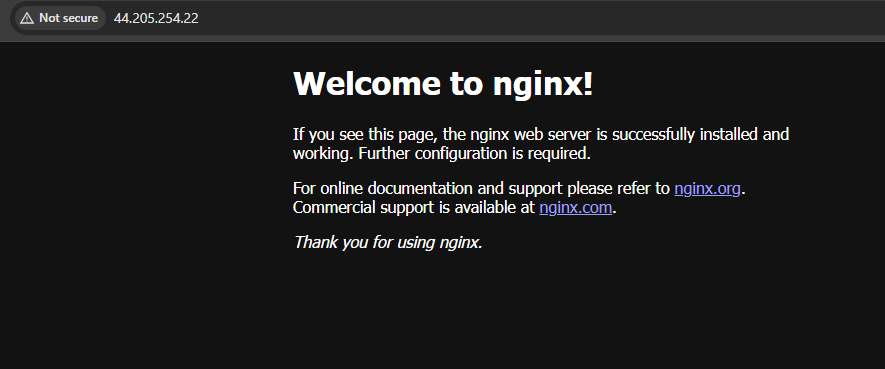 Not secure 44.205.254.22
Welcome to nginx!
If you see this page, the nginx web server is successfully installed and
working. Further configuration is required.
For online documentation and support please refer to nginx.org.
Commercial support is available at nginx.com.
Thank you for using nginx.